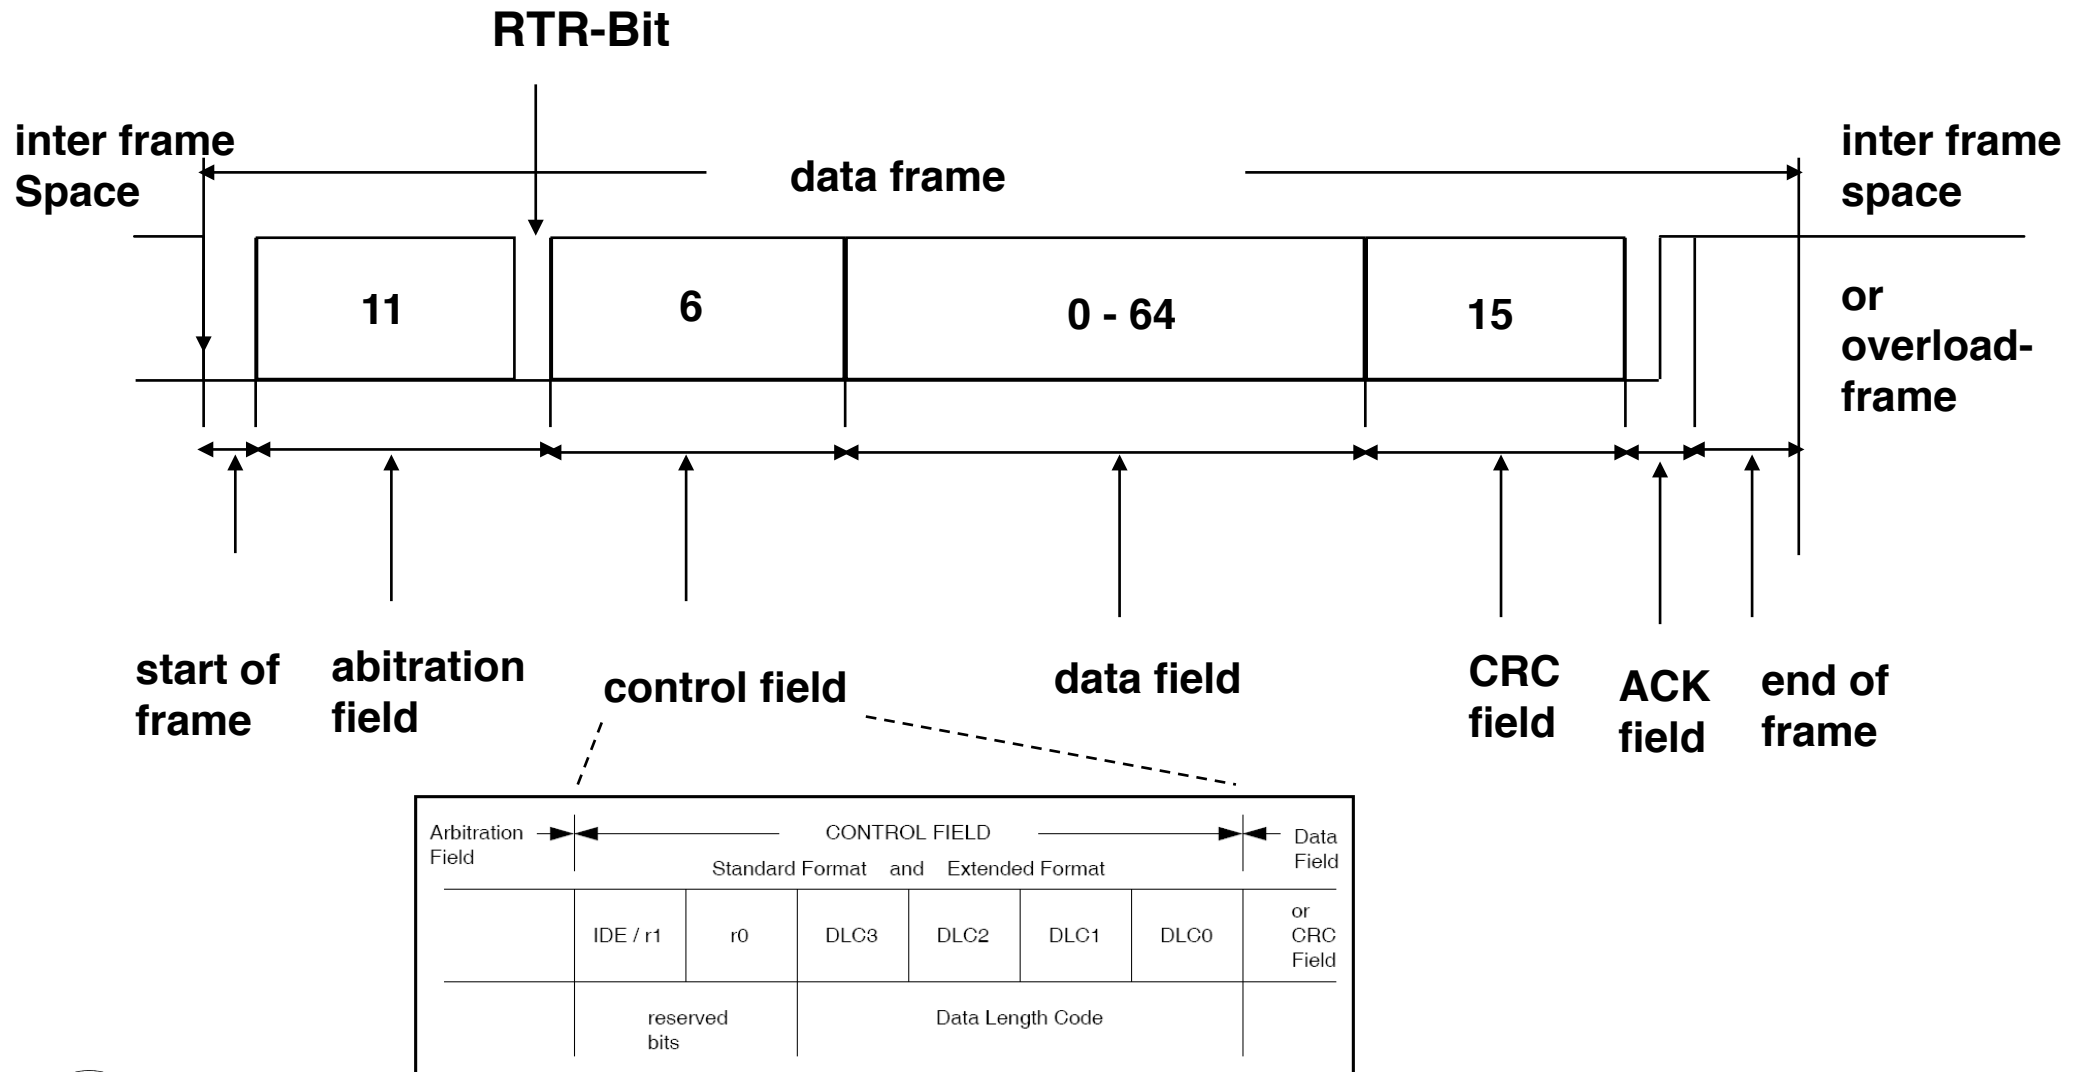 RTR-Bit
inter frame
Space
data frame
inter frame
space
11
6
0 - 64
15
or
overload-
frame
start of
frame
abitration
field
control field
data field
CRC
field
ACK
field
end of
frame
Arbitration
Field
CONTROL FIELD
Data
Field
Standard Format and Extended Format
IDE / r1
r0
DLC3
DLC2
DLC1
DLC0
or
CRC
Field
reserved
bits
Data Length Code